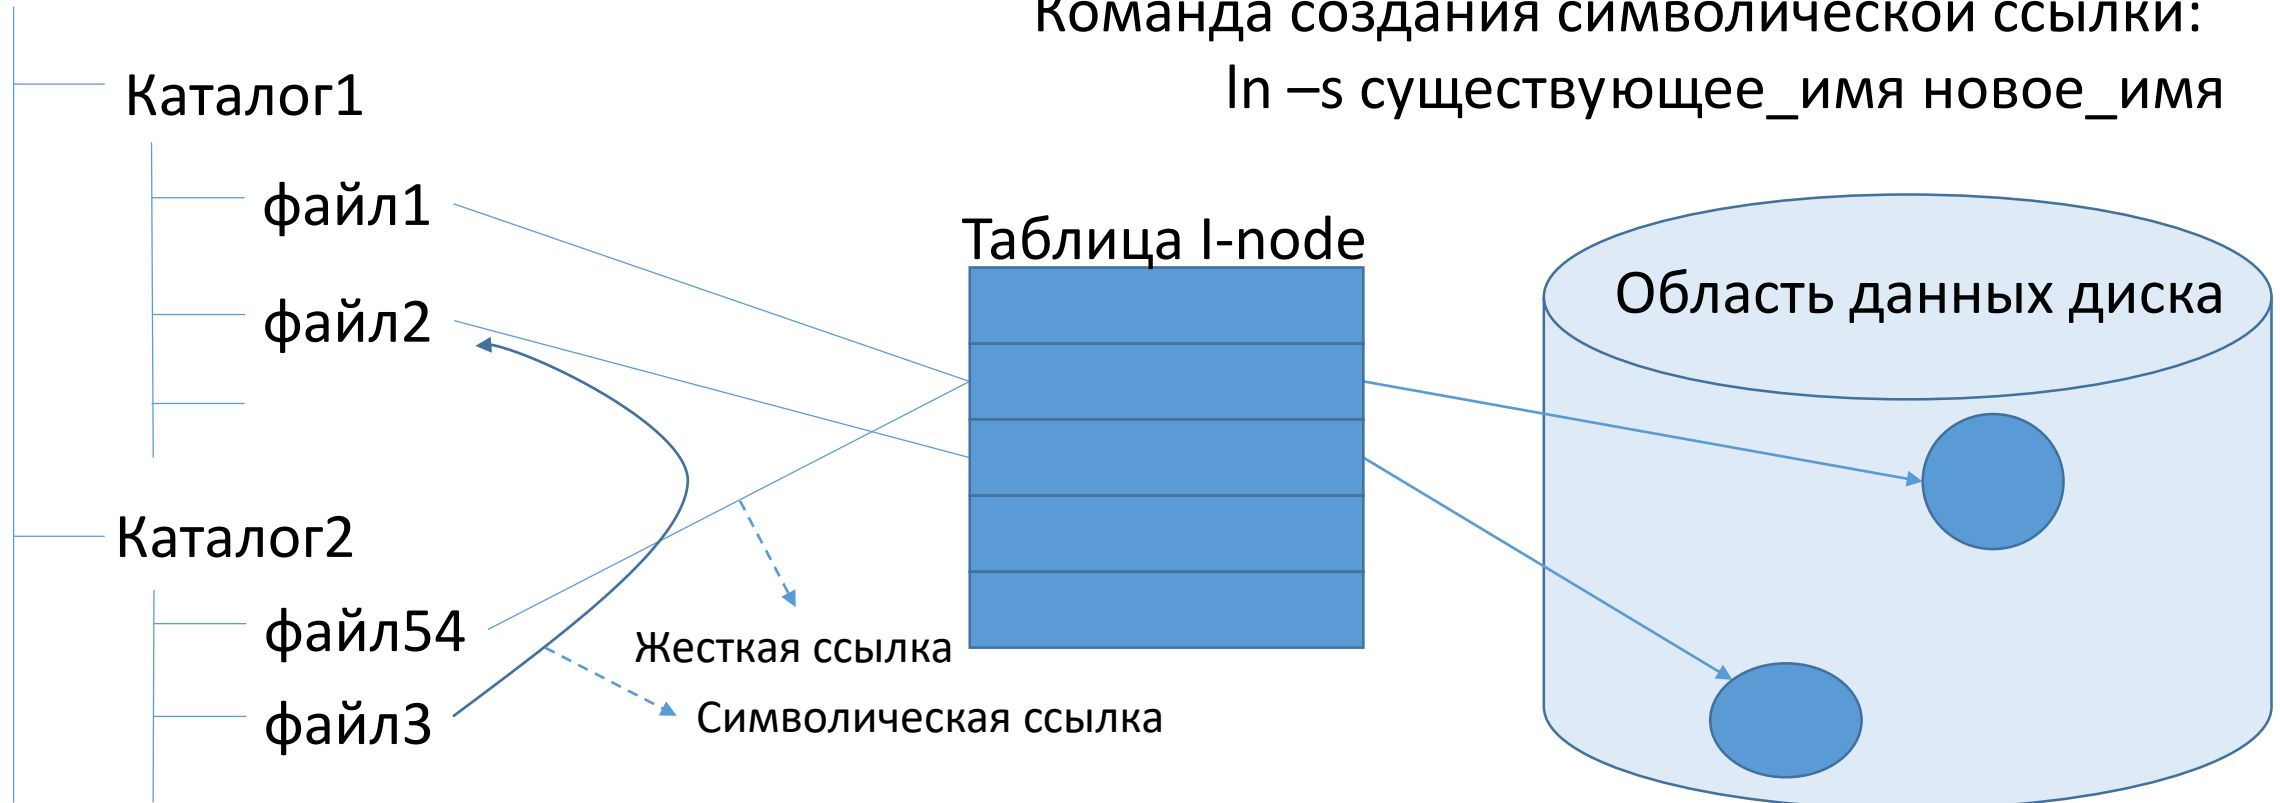 Команда создания символической ссылки:
ln –s существующее_имя новое_имя
Каталог1
файл1
файл2
Таблица I-node
Область данных диска
Каталог2
файл54
файл3
Жесткая ссылка
Символическая ссылка